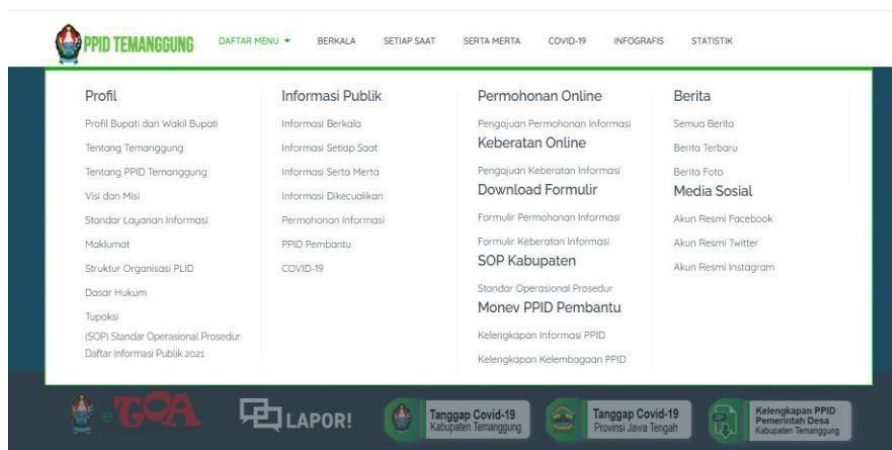 PPID TEMANGGUNG
DAFTAR MENU
BERKALA
SETIAP SAAT
SERTA MERTA
COVID-19
INFOGRAFIS
STATISTIK
Profil
Profil Bupati dan Wakil Bupati
Tentang Temanggung
Tentang PPID Temanggung
Visi dan Misi
Standar Layanan Informasi
Maklumat
Struktur Organisasi PLID
Dasar Hukum
Tupoksi
(SOP) Standar Operasional Prosedur
Daftar Informasi Publik 2021
Informasi Publik
Informasi Berkala
Informasi Setiap Saat
Informasi Serta Merta
Informasi Dikecualikan
Permohonan Informasi
PPID Pembantu
COVID-19
Permohonan Online
Pengajuan Permohonan Informasi
Keberatan Online
Pengajuan Keberatan Informasi
Download Formulir
Formulir Permohonan Informasi
Formulir Keberatan Informasi
SOP Kabupaten
Standar Operasional Prosedur
Monev PPID Pembantu
Kelengkapan Informasi PPID
Kelengkapan Kelembagaan PPID
Berita
Semua Berita
Berita Terbaru
Berita Foto
Media Sosial
Akun Resmi Facebook
Akun Resmi Twitter
Akun Resmi Instagram
eTOA
LAPOR!
Tanggap Covid-19
Kabupaten Temanggung
Tanggap Covid-19
Provinsi Jawa Tengah
Kelengkapan PPID
Pemerintah Desa
Kabupaten Temanggung